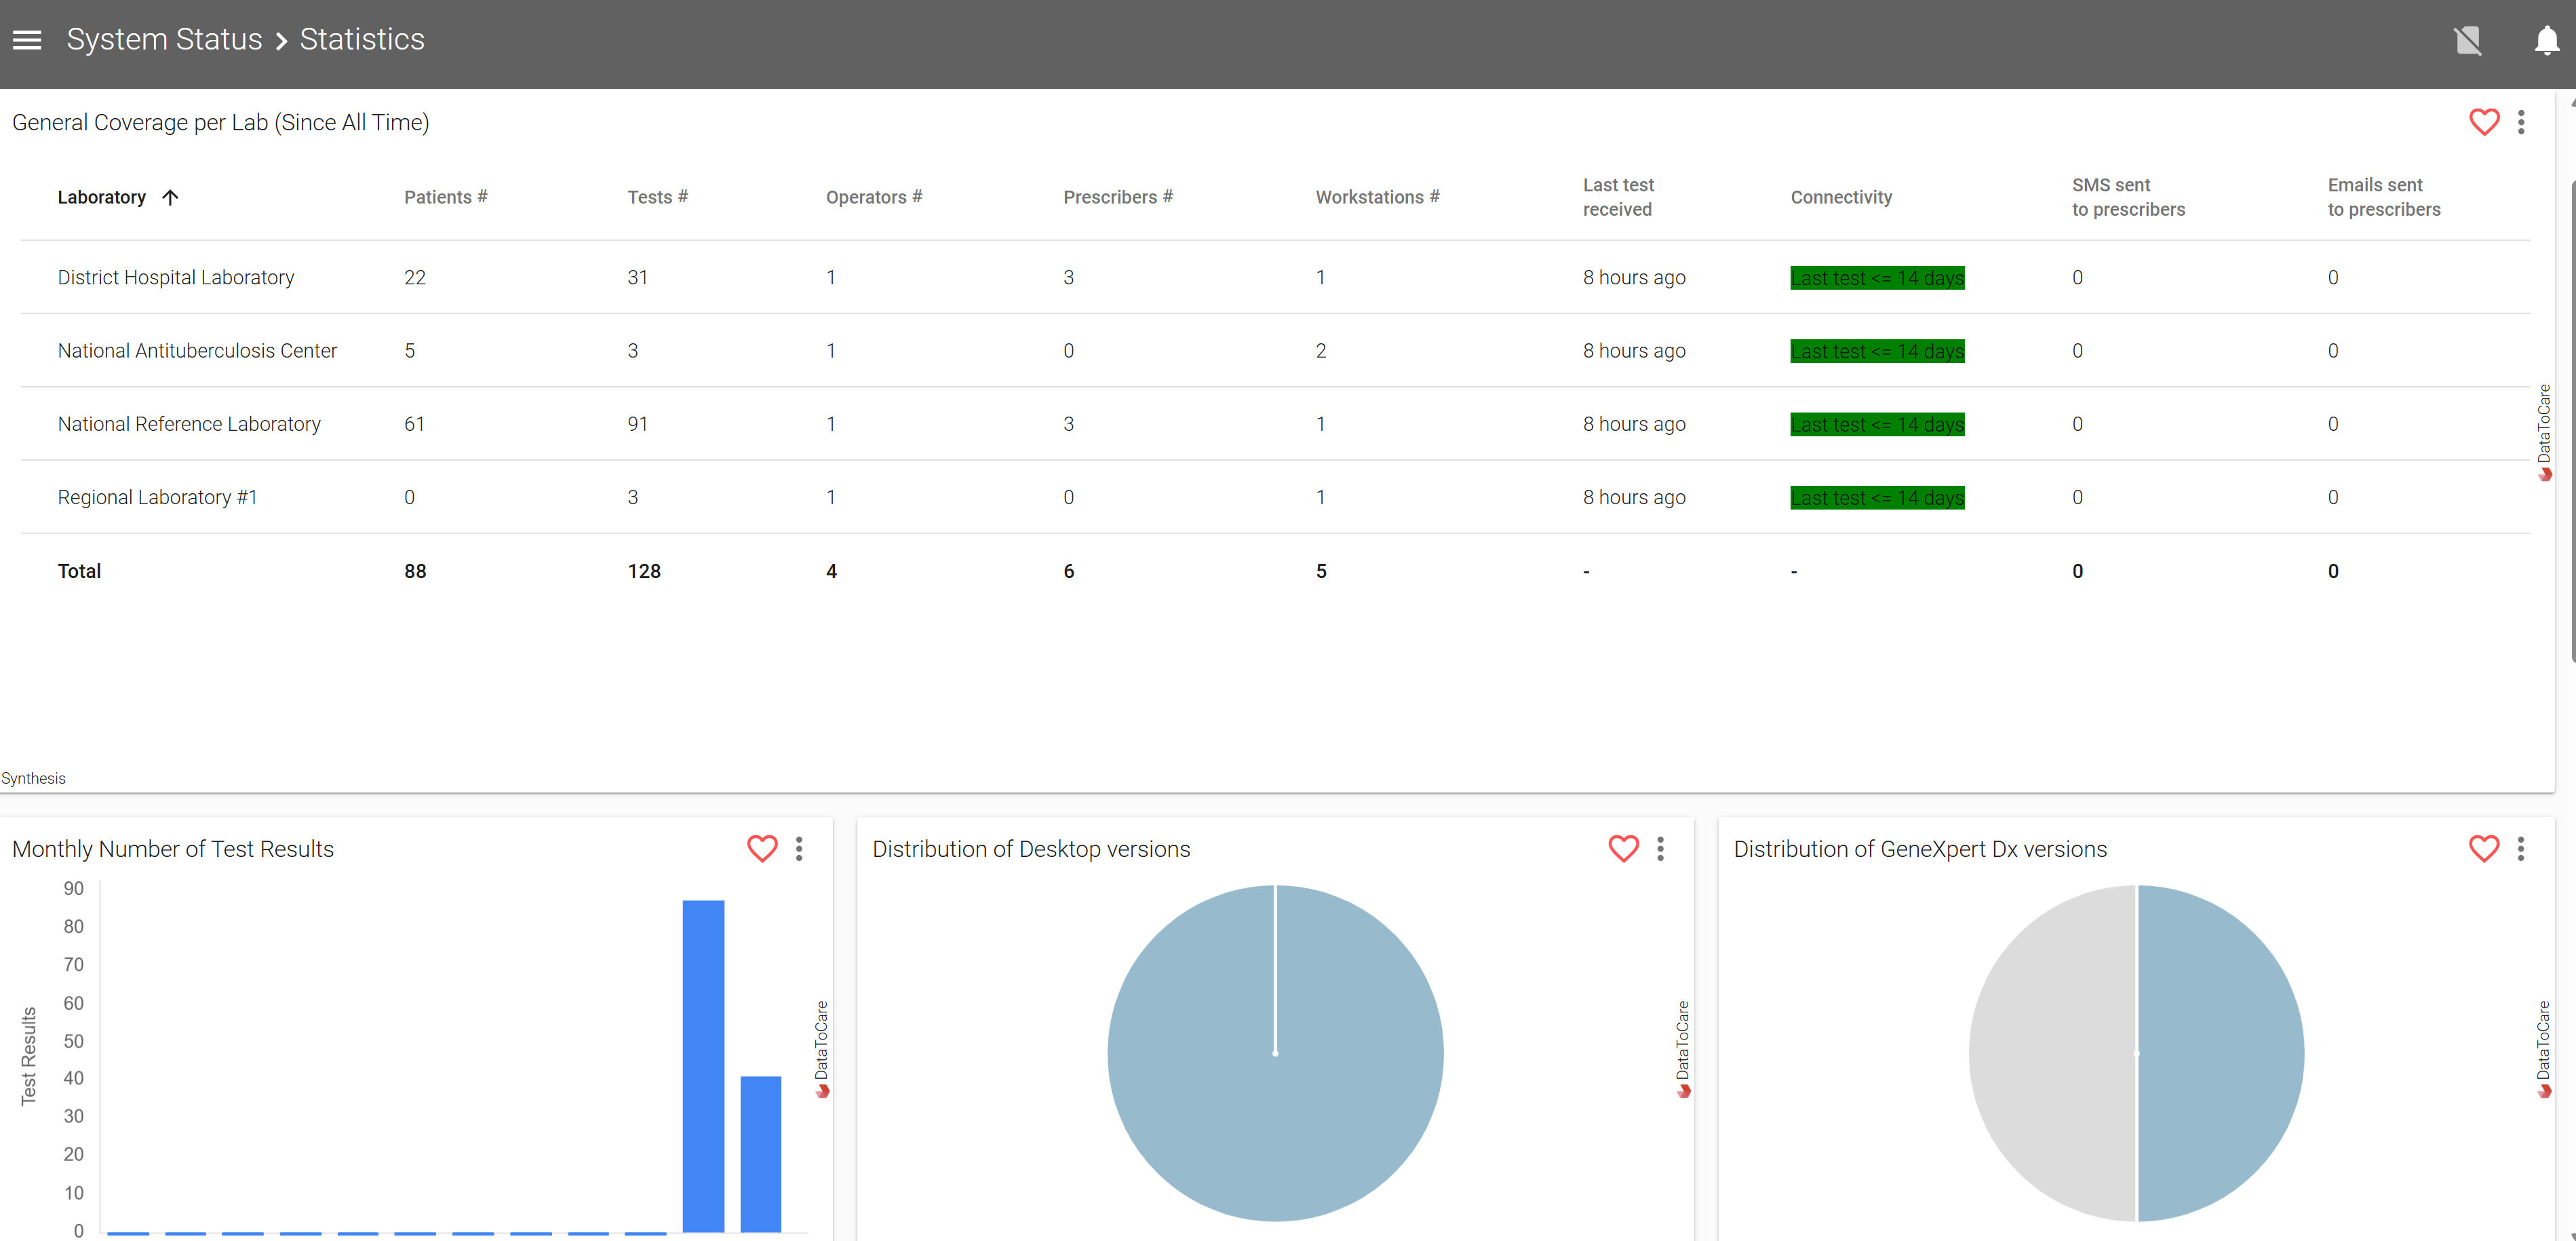 System Status > Statistics
General Coverage per Lab (Since All Time)
Laboratory ↑ Patients # Tests # Operators # Prescribers # Workstations # Last test received Connectivity SMS sent to prescribers Emails sent to prescribers
District Hospital Laboratory 22 31 1 3 1 8 hours ago Last test <= 14 days 0 0
National Antituberculosis Center 5 3 1 0 2 8 hours ago Last test <= 14 days 0 0
National Reference Laboratory 61 91 1 3 1 8 hours ago Last test <= 14 days 0 0
Regional Laboratory #1 0 3 1 0 1 8 hours ago Last test <= 14 days 0 0
Total 88 128 4 6 5 - - 0 0
DataToCare
Synthesis
Monthly Number of Test Results
90
80
70
60
50
40
30
20
10
0
Test Results
DataToCare
Distribution of Desktop versions
DataToCare
Distribution of GeneXpert Dx versions
DataToCare